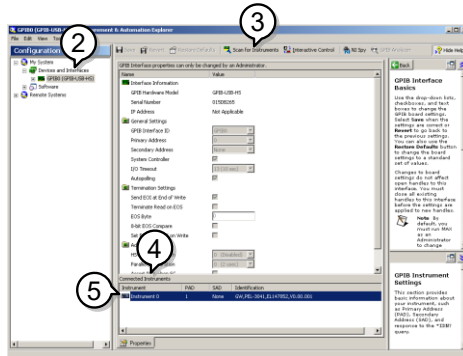 GPIB0 (GPIB-USB-HS)
t & Automation Explorer
File Edit View Tools
Configuration
Save
Revert
Restore Defaults
Scan for Instruments
Interactive Control
NI Spy
GPIB Analyzer
Hide Help
My System
Devices and Interfaces
GPIB0 (GPIB-USB-HS)
Software
Remote Systems
GPIB Interface properties can only be changed by an Administrator.
Name Value
Interface Information
GPIB Hardware Model GPIB-USB-HS
Serial Number 015D8265
IP Address Not Applicable
General Settings
GPIB Interface ID GPIB0
Primary Address 0
Secondary Address None
System Controller
I/O Timeout
Autopolling
Termination Settings
Send EOI at End of Write
Terminate Read on EOS
EOS Byte 0
8-bit EOS Compare
Connected Instruments
Instrument PAD SAD Identification
Instrument 0 1 None GW,PEL-3041,EL147052,V0.00.001
Properties
Back
GPIB Interface
Basics
Use the drop-down lists,
checkboxes, and text
boxes to change the
GPIB board settings.
Select Save when the
settings are correct or
Revert to go back to
the previous settings.
You can also use the
Restore Defaults button
to change the board
settings to a standard
set of values.
Changes to board
settings do not affect
open handles to this
interface. You must
close all existing
handles to this interface
before the settings are
applied to new handles.
Note By
default, you
must run MAX
as an
Administrator
to change
GPIB Instrument
Settings
This section provides
basic information about
your instrument, such
as Primary Address
(PAD), Secondary
Address (SAD), and
response to the *IDN?
query.
2
3
4
5